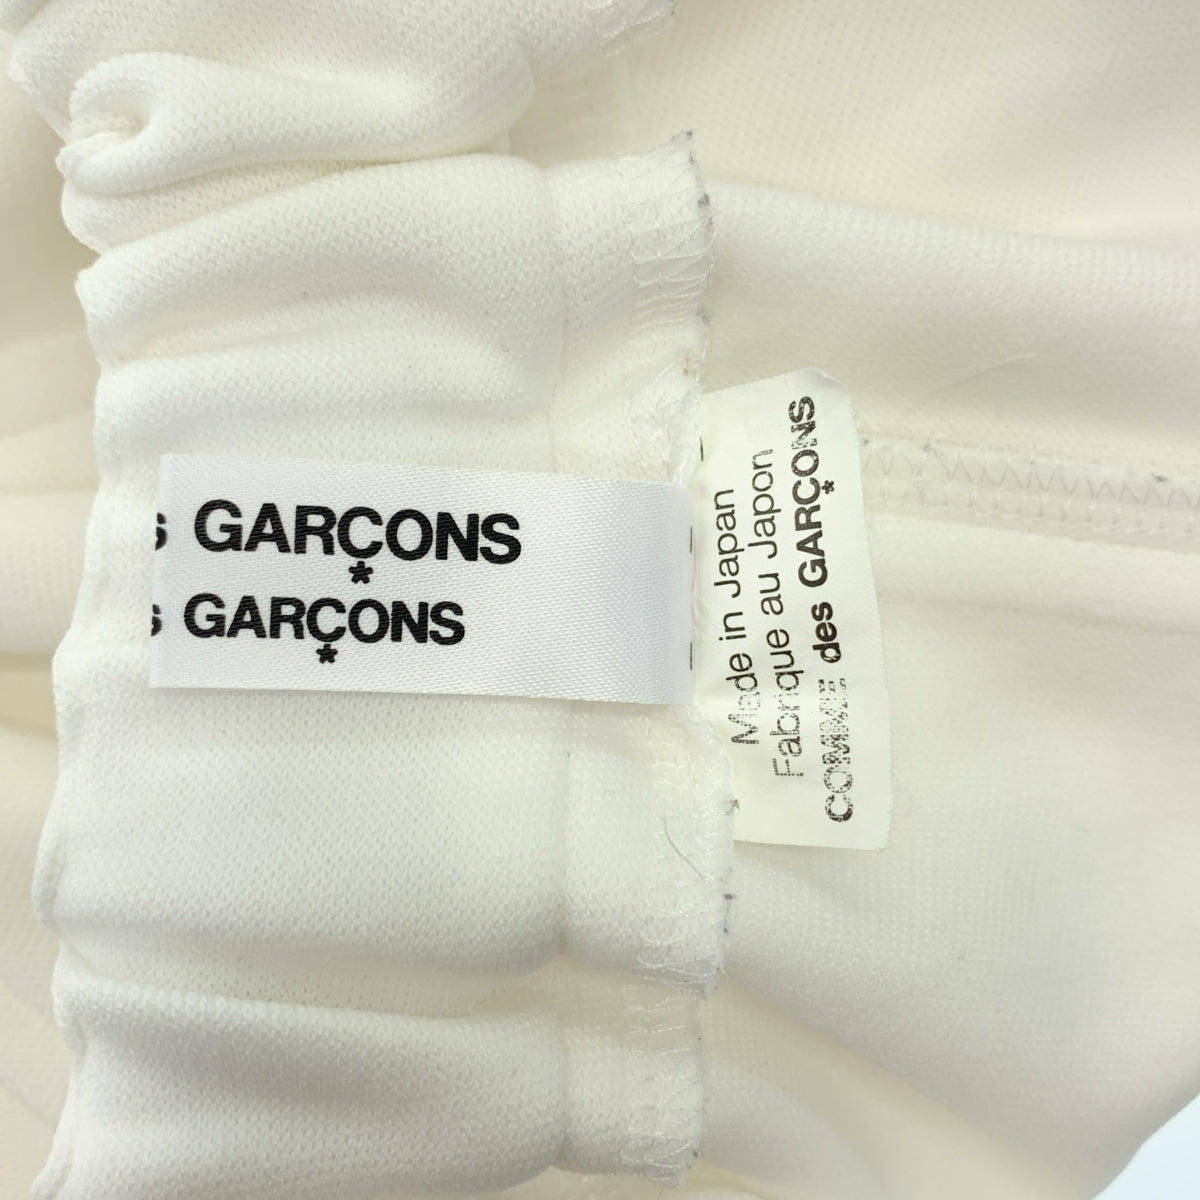 s GARÇONS
s GARÇONS
Made in Japan
Fabrique au Japon
COMME des GARÇONS